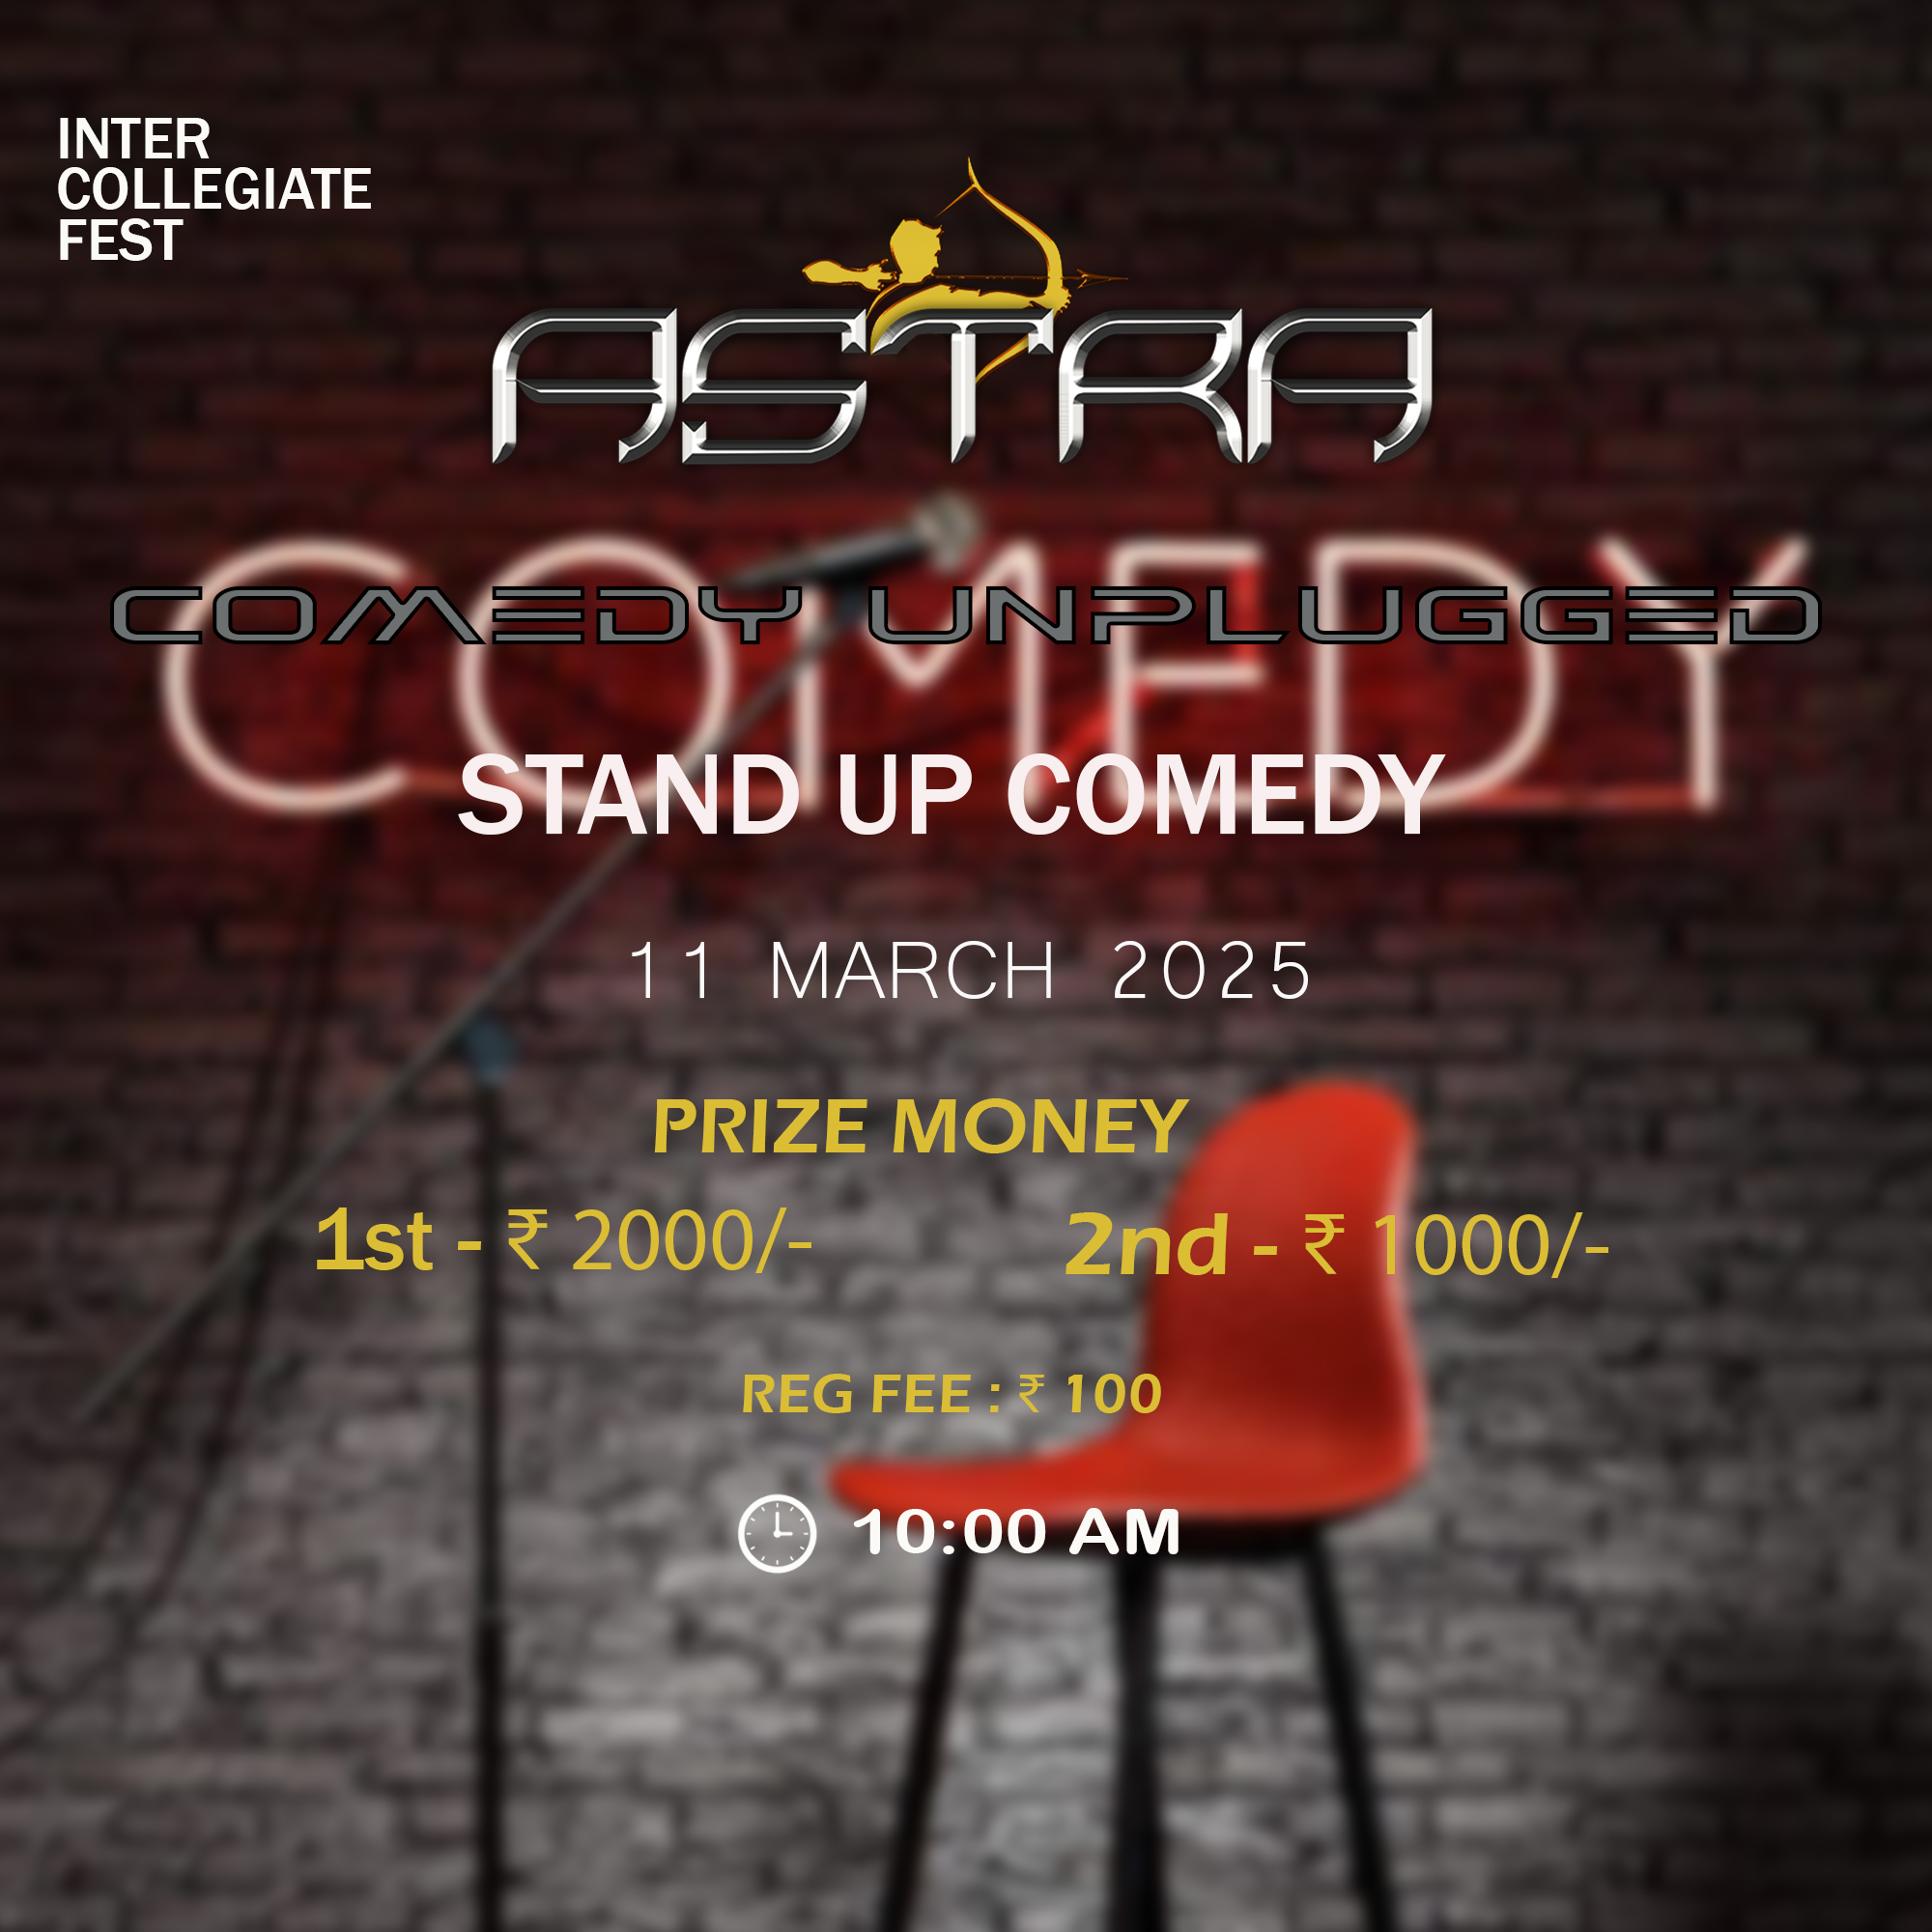 INTER
COLLEGIATE
FEST
ASTRA
COMEDY
COMEDY UNPLUGGED
STAND UP COMEDY
11 MARCH 2025
PRIZE MONEY
1st - ₹ 2000/-
2nd - ₹ 1000/-
REG FEE : ₹ 100
10:00 AM